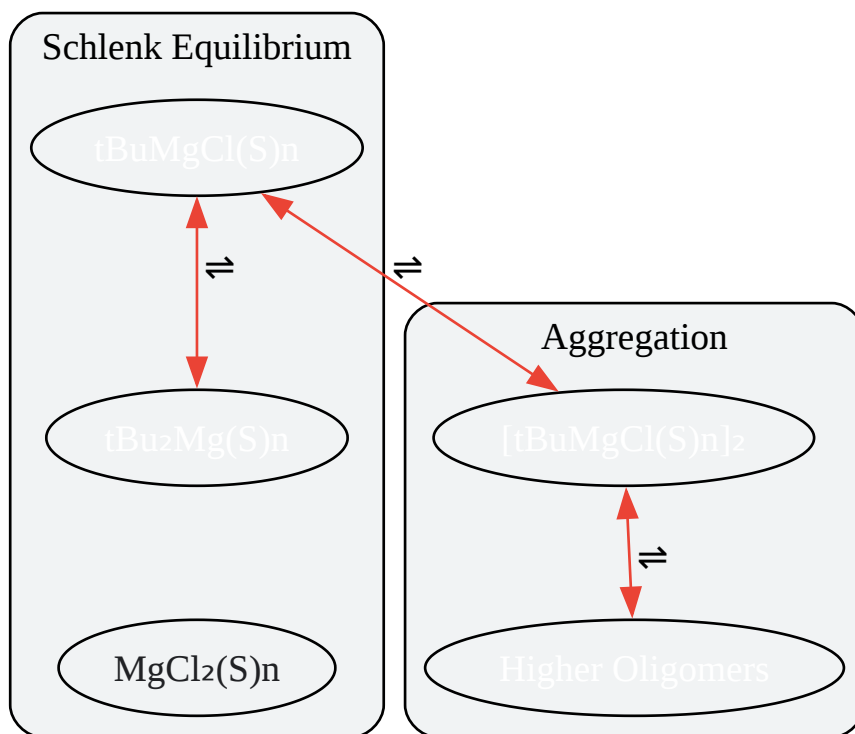 Schlenk Equilibrium
tBuMgCl(S)n
⇌
⇌
Aggregation
tBu₂Mg(S)n
[tBuMgCl(S)n]₂
⇌
MgCl₂(S)n
Higher Oligomers